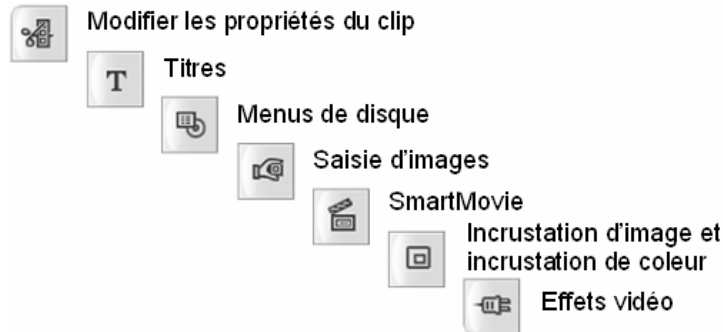 Modifier les propriétés du clip
T
Titres
Menus de disque
Saisie d'images
SmartMovie
Incrustation d'image et
incrustation de coleur
Effets vidéo